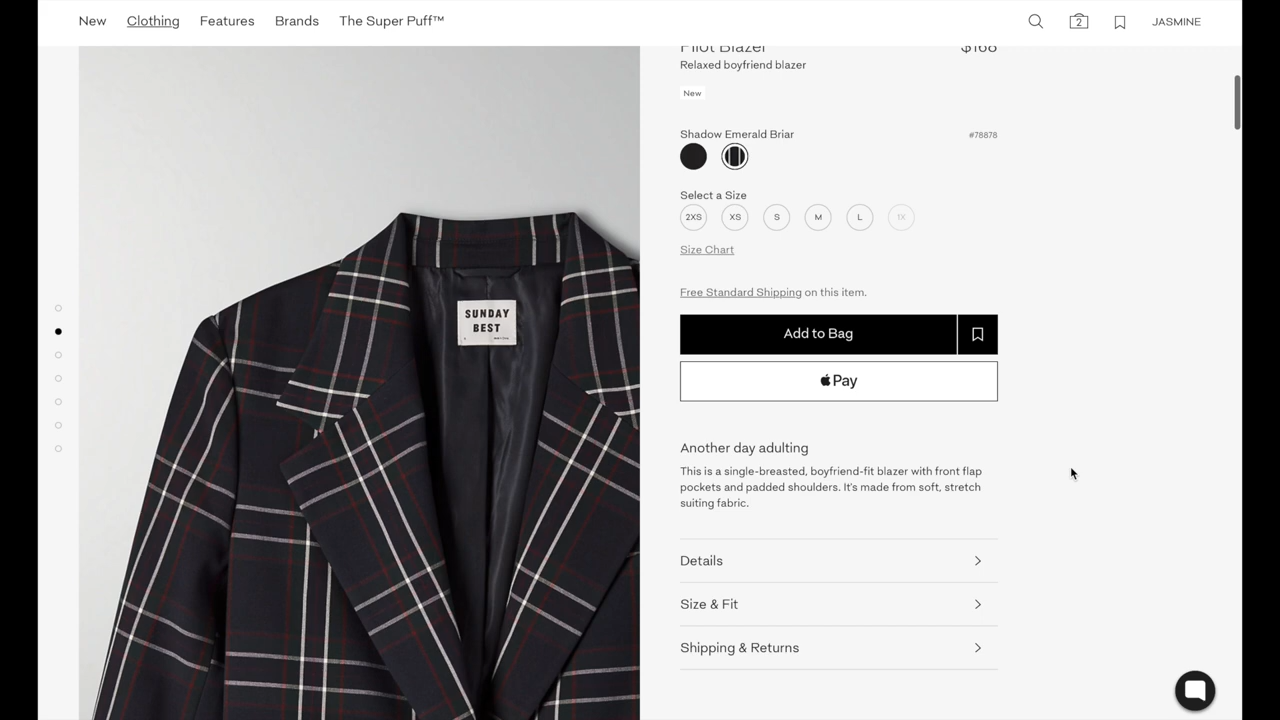 New Clothing Features Brands The Super Puff™ 2 JASMINE
Pilot Blazer $168
Relaxed boyfriend blazer
New
Shadow Emerald Briar #78878
Select a Size
2XS XS S M L 1X
Size Chart
Free Standard Shipping on this item.
Add to Bag
Pay
Another day adulting
This is a single-breasted, boyfriend-fit blazer with front flap
pockets and padded shoulders. It's made from soft, stretch
suiting fabric.
Details
Size & Fit
Shipping & Returns
SUNDAY
BEST